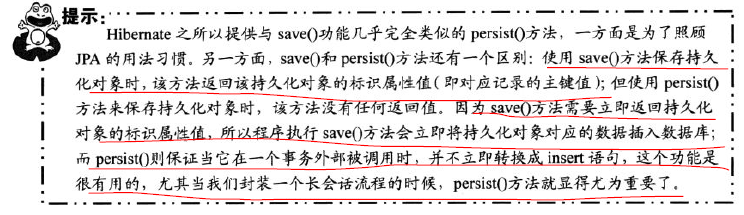 提示：
Hibernate 之所以提供与 save()功能几乎完全类似的 persist()方法，一方面是为了照顾
JPA 的用法习惯。另一方面，save()和 persist()方法还有一个区别：使用 save()方法保存持久
化对象时，该方法返回该持久化对象的标识属性值（即对应记录的主键值）；但使用 persist()
方法来保存持久化对象时，该方法没有任何返回值。因为 save()方法需要立即返回持久化
对象的标识属性值，所以程序执行 save()方法会立即将持久化对象对应的数据插入数据库；
而 persist()则保证当它在一个事务外部被调用时，并不立即转换成 insert 语句，这个功能是
很有用的，尤其当我们封装一个长会话流程的时候，persist()方法就显得尤为重要了。